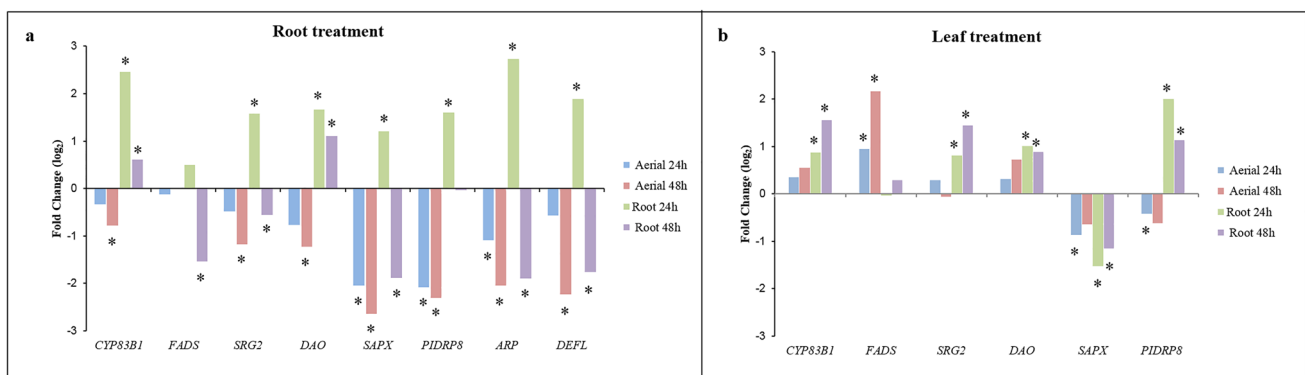 a
Root treatment
Fold Change (log2)
3
2
1
0
-1
-2
-3
* * * * * * * * * * * * * * * * * * * * * *
CYP83B1 FADS SRG2 DAO SAPX PIDRP8 ARP DEFL
Aerial 24h
Aerial 48h
Root 24h
Root 48h
b
Leaf treatment
Fold Change (log2)
3
2
1
0
-1
-2
-3
* * * * * * * * * * * * * *
CYP83B1 FADS SRG2 DAO SAPX PIDRP8
Aerial 24h
Aerial 48h
Root 24h
Root 48h